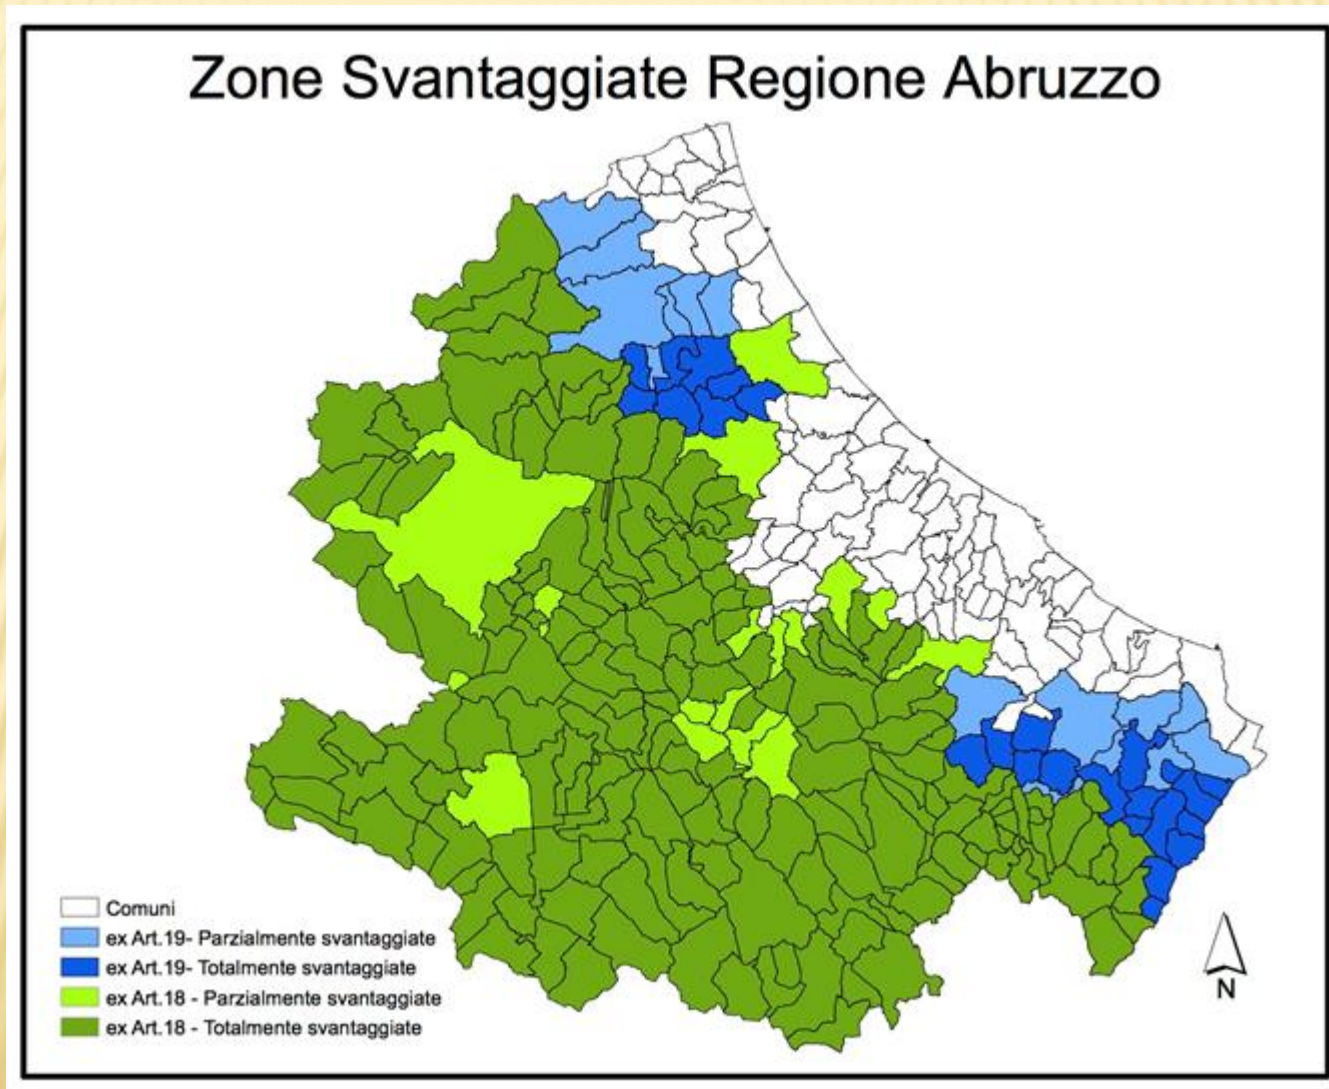 Zone Svantaggiate Regione Abruzzo
Comuni
ex Art.19- Parzialmente svantaggiate
ex Art.19- Totalmente svantaggiate
ex Art.18 - Parzialmente svantaggiate
ex Art.18 - Totalmente svantaggiate
N